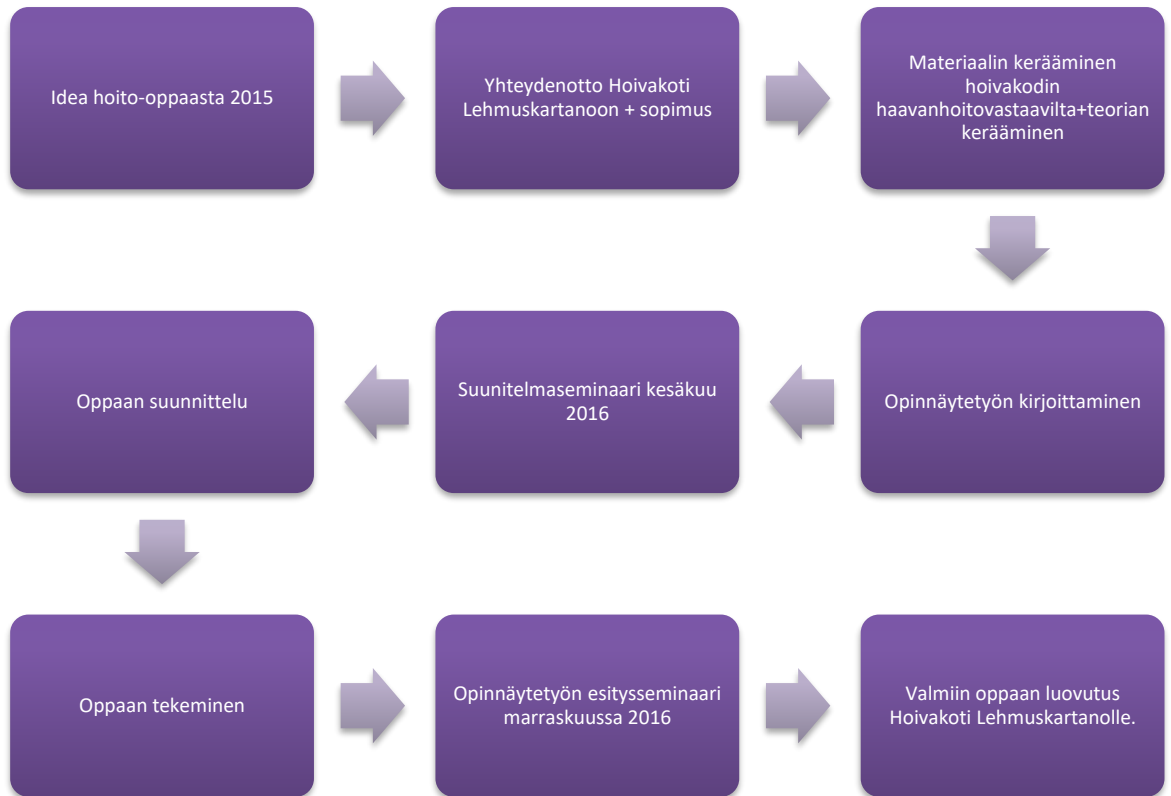 Idea hoito-oppaasta 2015
Yhteydenotto Hoivakoti
Lehmuskartanoon + sopimus
Materiaalin kerääminen
hoivakodin
haavanhoitovastaavilta+teorian
kerääminen
Opinnäytetyön kirjoittaminen
Suunitelmaseminaari kesäkuu
2016
Oppaan suunnittelu
Oppaan tekeminen
Opinnäytetyön esitysseminaari
marraskuussa 2016
Valmiin oppaan luovutus
Hoivakoti Lehmuskartanolle.